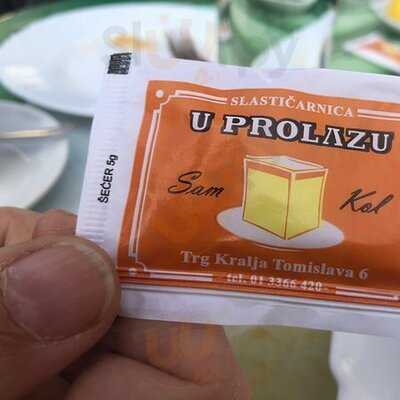 SLASTIČARNICA
U PROLAZU
Sam Kol
Trg Kralja Tomislava 6
tel. 01 3366 420
ŠEĆER 5g